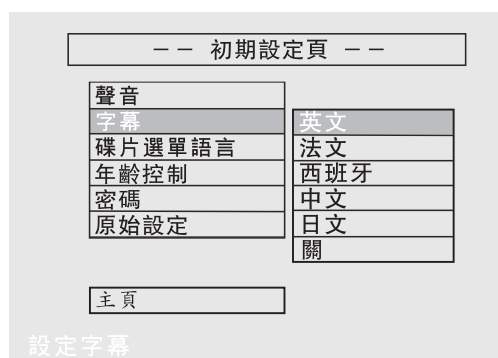 －－ 初期設定頁 －－
聲音
字幕
碟片選單語言
年齡控制
密碼
原始設定
英文
法文
西班牙
中文
日文
關
主頁
設定字幕